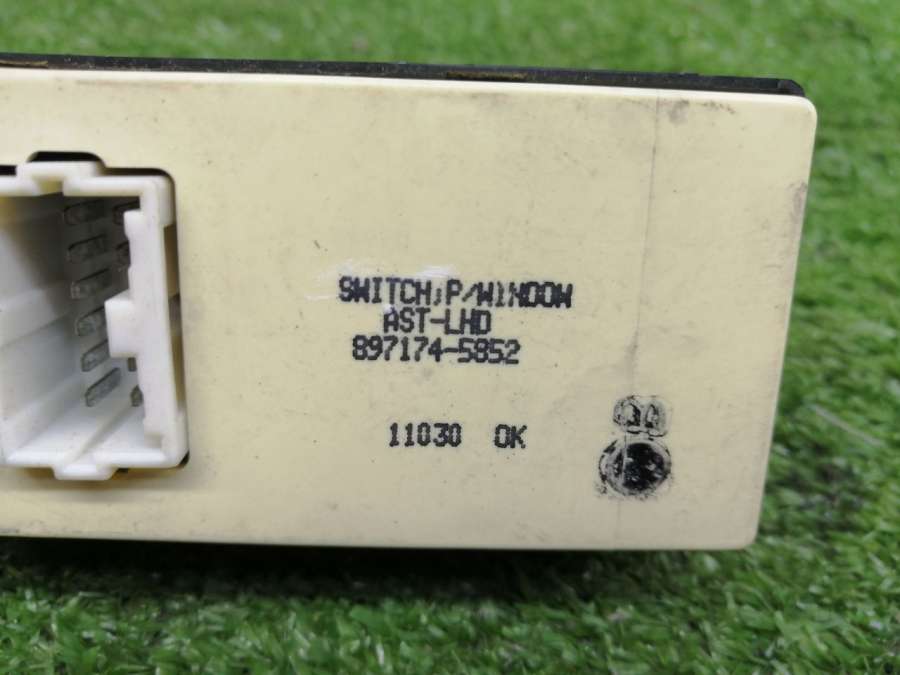 SWITCH;P/WINDOW
AST-LHD
897174-5852
11030 OK